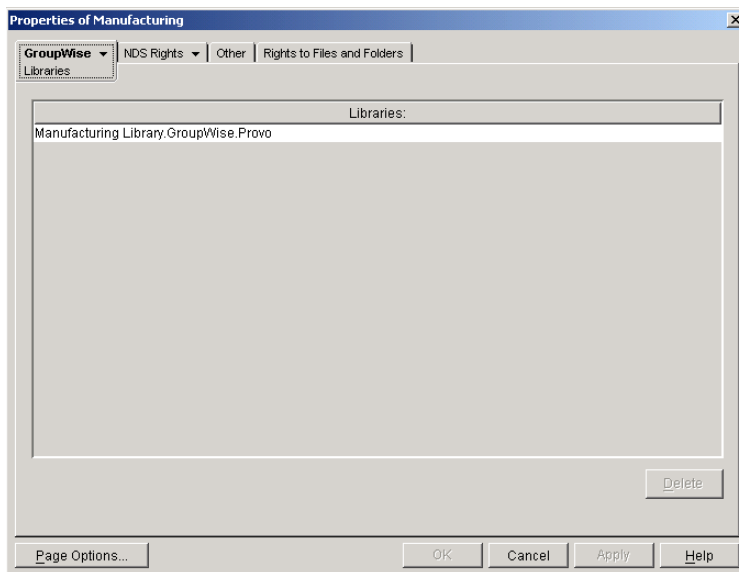 Properties of Manufacturing
GroupWise NDS Rights Other Rights to Files and Folders
Libraries
Libraries:
Manufacturing Library.GroupWise.Provo
Delete
Page Options... OK Cancel Apply Help